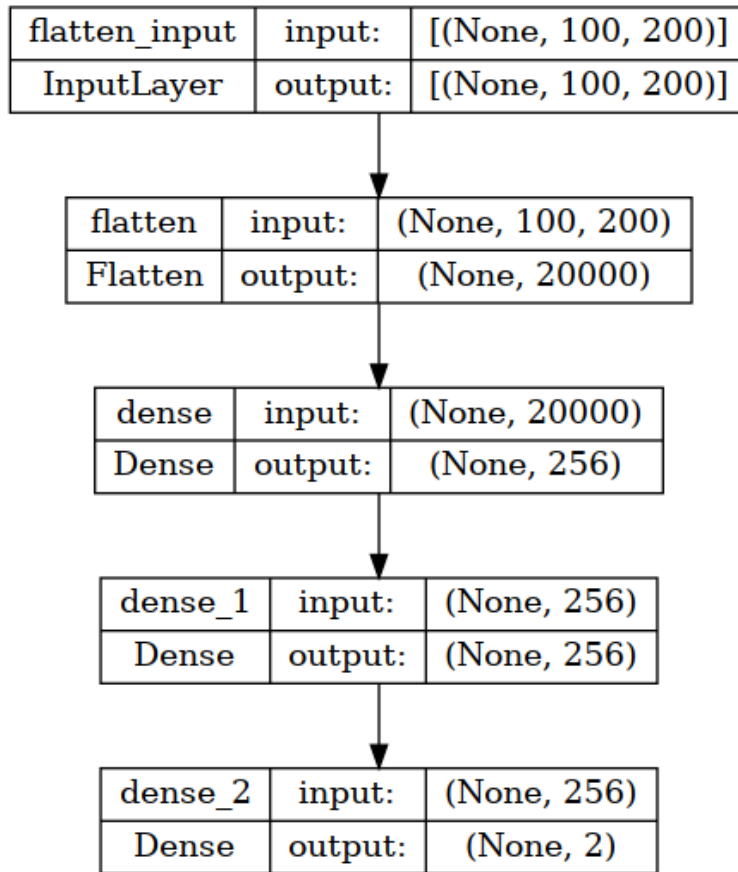 flatten_input input: [(None, 100, 200)]
InputLayer output: [(None, 100, 200)]
flatten input: (None, 100, 200)
Flatten output: (None, 20000)
dense input: (None, 20000)
Dense output: (None, 256)
dense_1 input: (None, 256)
Dense output: (None, 256)
dense_2 input: (None, 256)
Dense output: (None, 2)